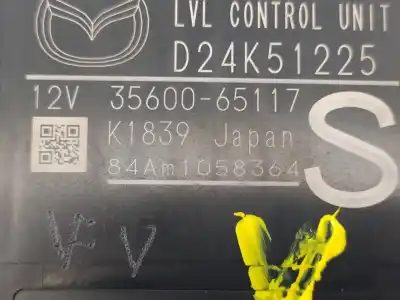 LVL CONTROL UNIT
D24K51225
12V 35600-65117
K1839 Japan
84Am1058364
S